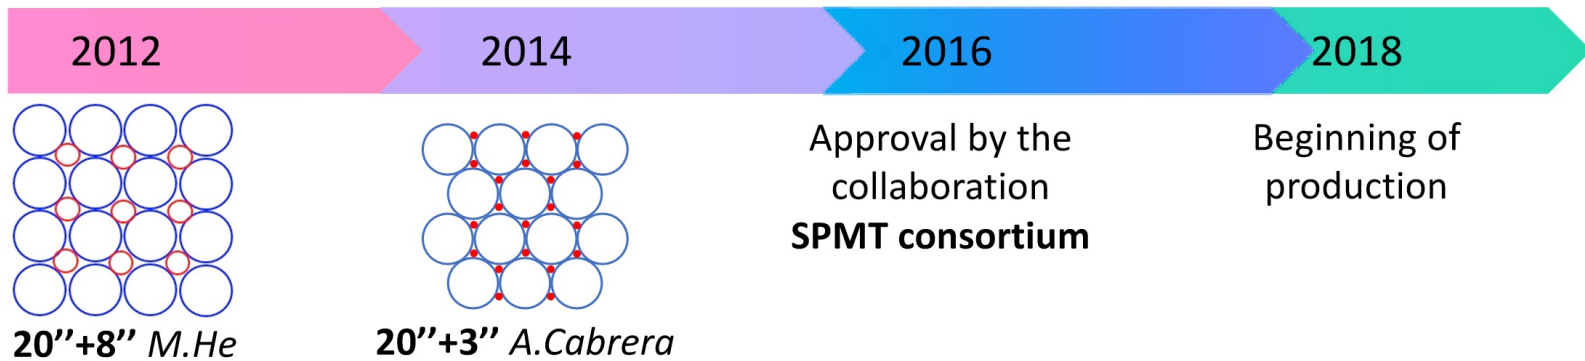 2012
2014
2016
2018
20’’+8’’ M.He
20’’+3’’ A.Cabrera
Approval by the
collaboration
SPMT consortium
Beginning of
production